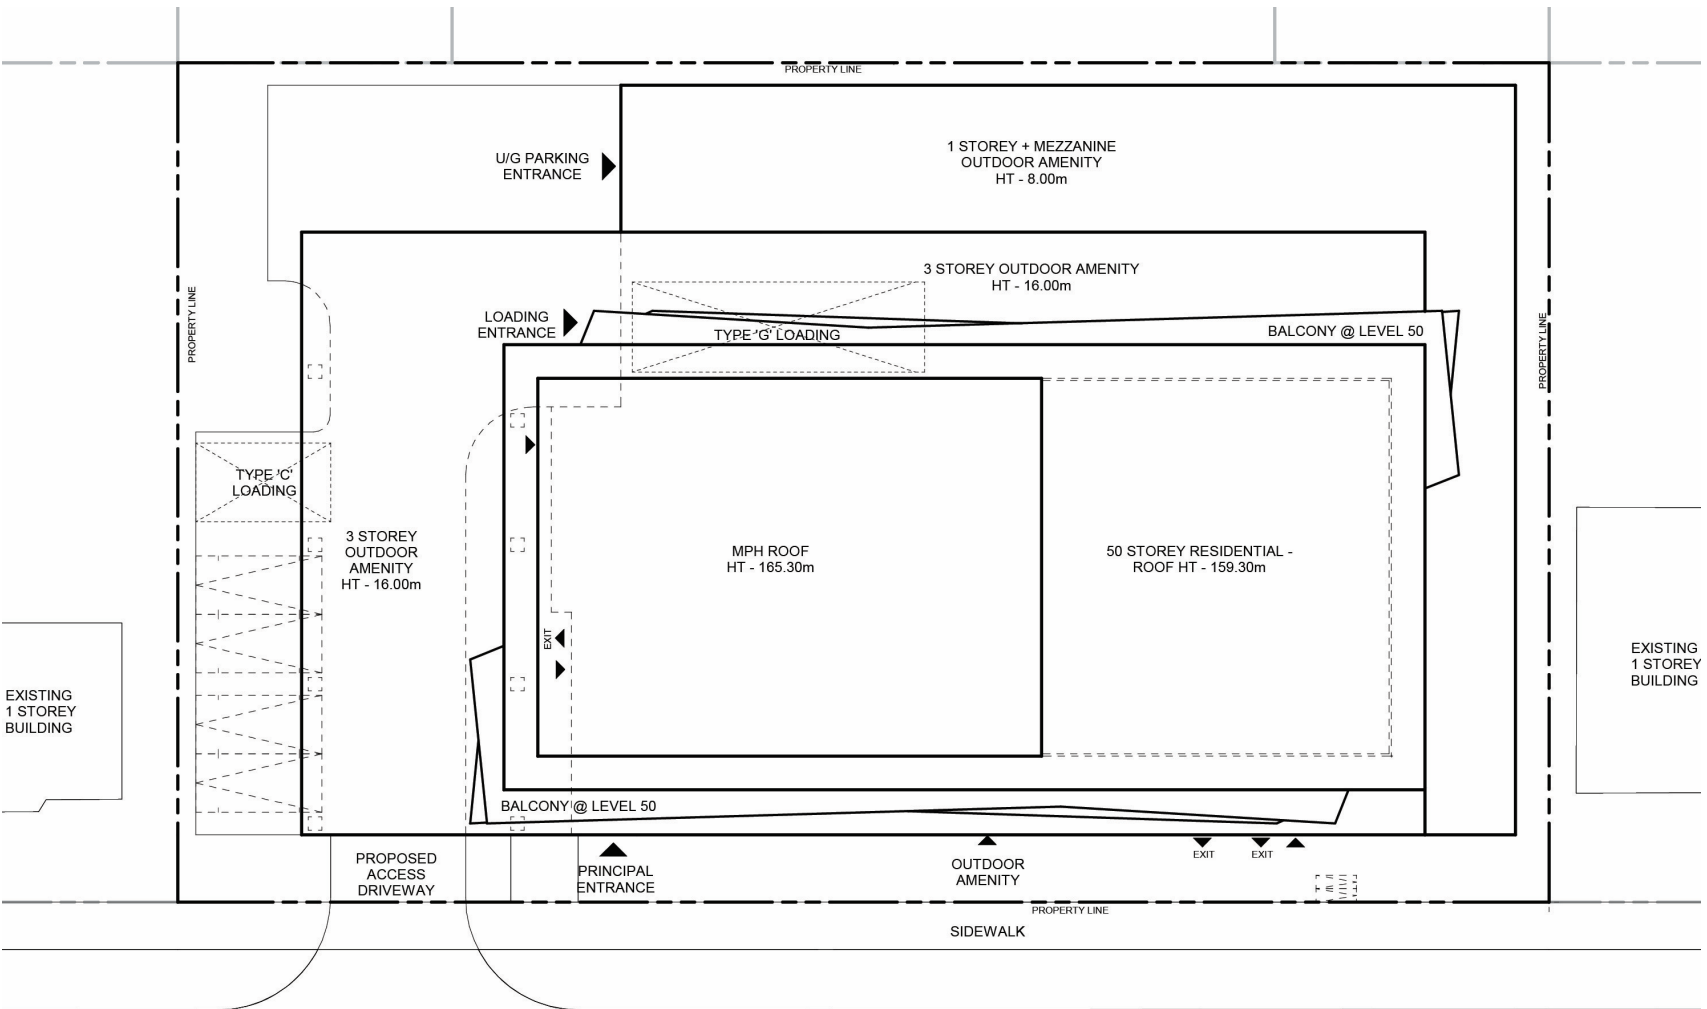 PROPERTY LINE
1 STOREY + MEZZANINE
OUTDOOR AMENITY
HT - 8.00m
U/G PARKING
ENTRANCE
3 STOREY OUTDOOR AMENITY
HT - 16.00m
PROPERTY LINE
LOADING
ENTRANCE
TYPE 'G' LOADING
BALCONY @ LEVEL 50
PROPERTY LINE
TYPE 'C'
LOADING
3 STOREY
OUTDOOR
AMENITY
HT - 16.00m
MPH ROOF
HT - 165.30m
50 STOREY RESIDENTIAL -
ROOF HT - 159.30m
EXIT
EXISTING
1 STOREY
BUILDING
EXISTING
1 STOREY
BUILDING
BALCONY @ LEVEL 50
PROPOSED
ACCESS
DRIVEWAY
PRINCIPAL
ENTRANCE
OUTDOOR
AMENITY
EXIT
EXIT
PROPERTY LINE
SIDEWALK